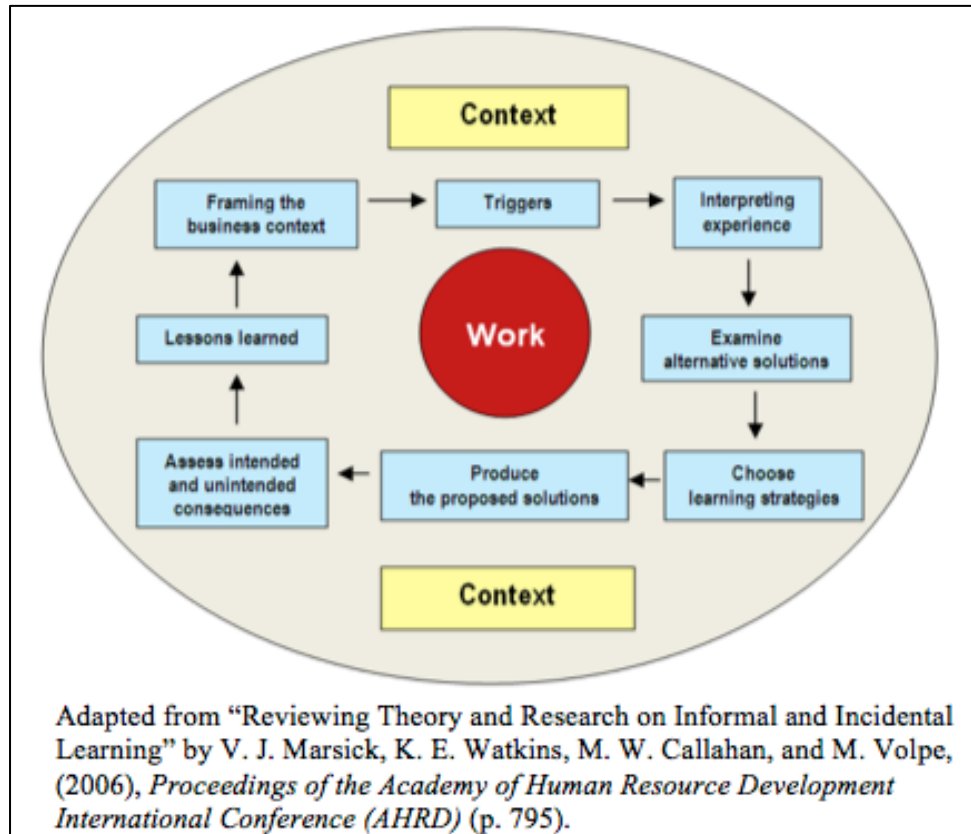 Context
Framing the
business context
Triggers
Interpreting
experience
Work
Lessons learned
Examine
alternative solutions
Assess intended
and unintended
consequences
Produce
the proposed solutions
Choose
learning strategies
Context
Adapted from “Reviewing Theory and Research on Informal and Incidental
Learning” by V. J. Marsick, K. E. Watkins, M. W. Callahan, and M. Volpe,
(2006), Proceedings of the Academy of Human Resource Development
International Conference (AHRD) (p. 795).